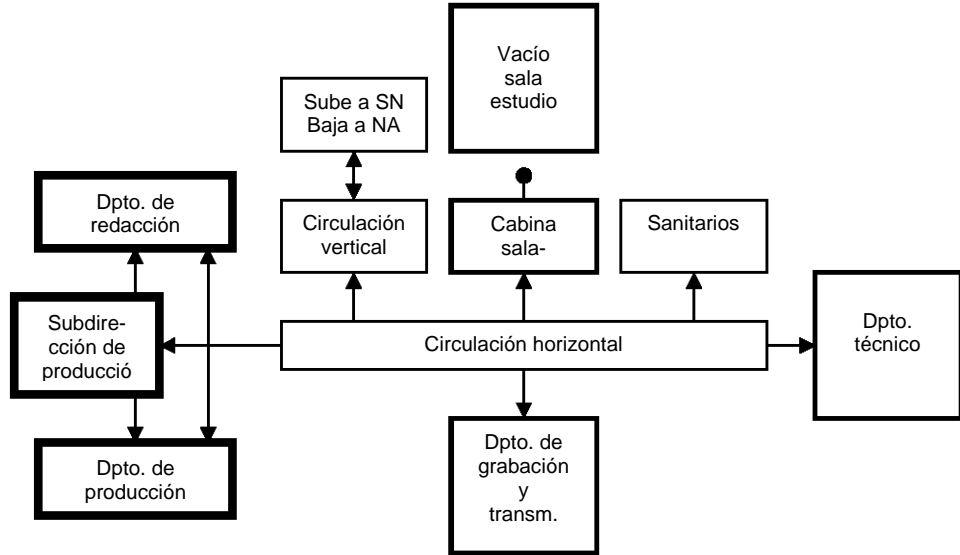 Vacío
sala
estudio
Sube a SN
Baja a NA
Dpto. de
redacción
Circulación
vertical
Cabina
sala-
Sanitarios
Subdire-
cción de
producció
Circulación horizontal
Dpto.
técnico
Dpto. de
producción
Dpto. de
grabación
y
transm.